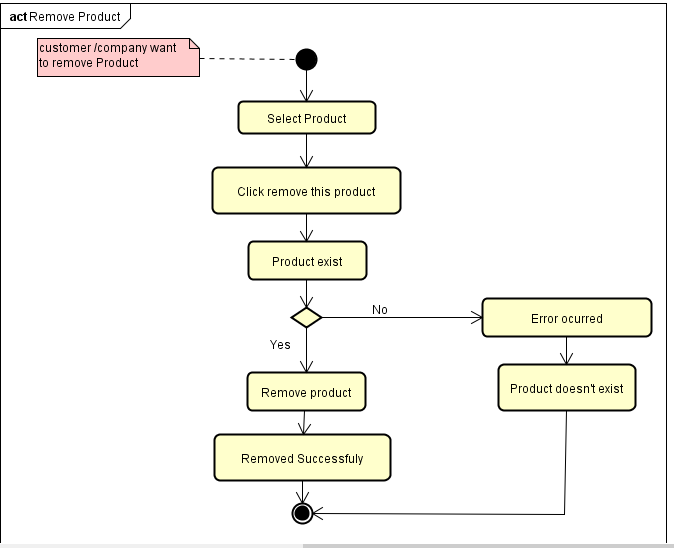 act Remove Product
customer /company want
to remove Product
Select Product
Click remove this product
Product exist
No
Yes
Error ocurred
Remove product
Product doesn't exist
Removed Successfuly